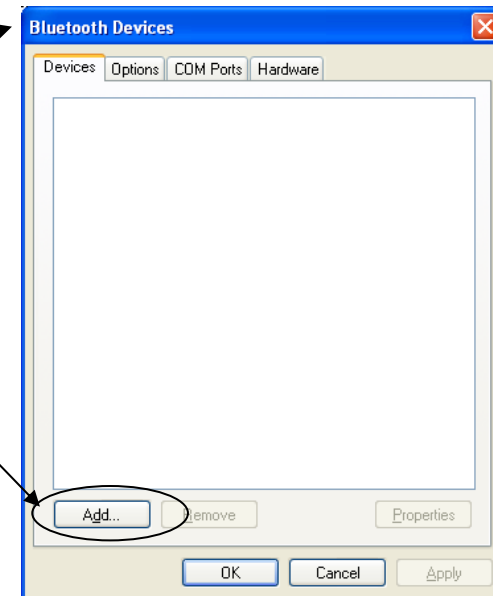 Bluetooth Devices
Devices Options COM Ports Hardware
Add... Remove Properties
OK Cancel Apply